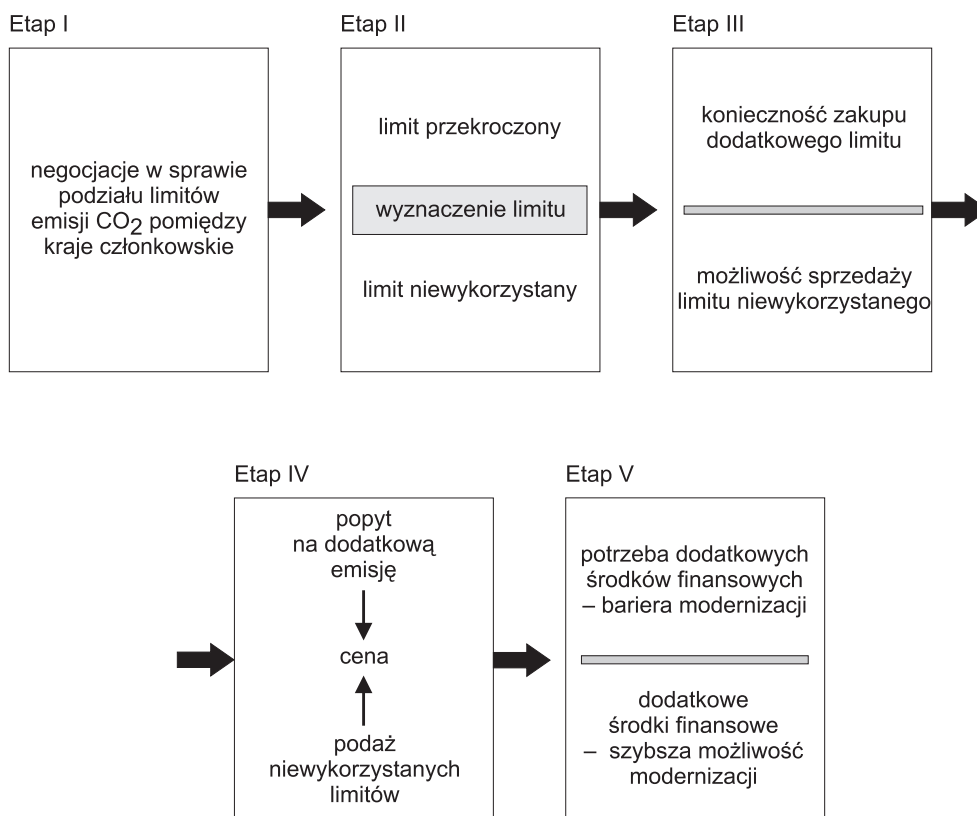 Etap I
negocjacje w sprawie
podziału limitów
emisji CO2 pomiędzy
kraje członkowskie
Etap II
limit przekroczony
wyznaczenie limitu
limit niewykorzystany
Etap III
konieczność zakupu
dodatkowego limitu
możliwość sprzedaży
limitu niewykorzystanego
Etap IV
popyt
na dodatkową
emisję
cena
podaż
niewykorzystanych
limitów
Etap V
potrzeba dodatkowych
środków finansowych
– bariera modernizacji
dodatkowe
środki finansowe
– szybsza możliwość
modernizacji